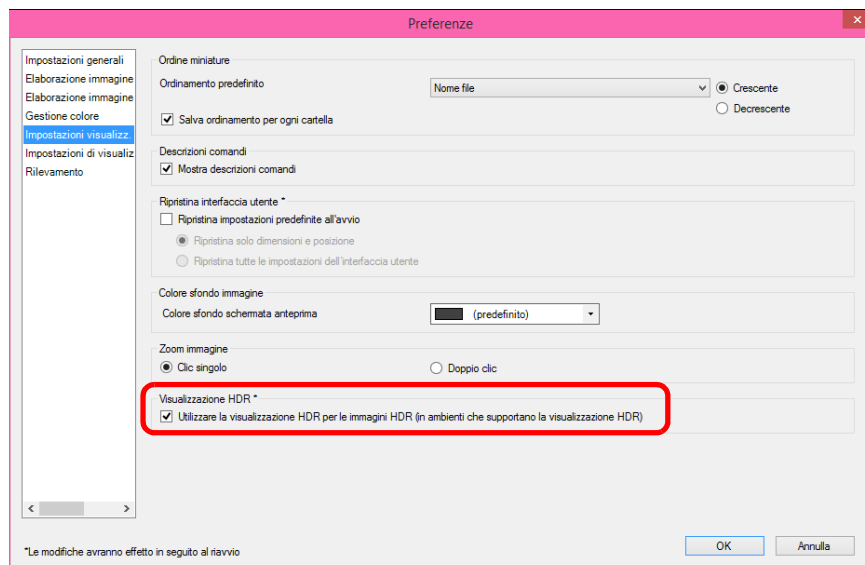 Preferenze
Impostazioni generali
Elaborazione immagine
Elaborazione immagine
Gestione colore
Impostazioni visualizz
Impostazioni di visualiz
Rilevamento
Ordine miniature
Ordinamento predefinito
Nome file
Crescente
Decrescente
Salva ordinamento per ogni cartella
Descrizioni comandi
Mostra descrizioni comandi
Ripristina interfaccia utente *
Ripristina impostazioni predefinite all'avvio
Ripristina solo dimensioni e posizione
Ripristina tutte le impostazioni dell'interfaccia utente
Colore sfondo immagine
Colore sfondo schermata anteprima
(predefinito)
Zoom immagine
Clic singolo
Doppio clic
Visualizzazione HDR *
Utilizzare la visualizzazione HDR per le immagini HDR (in ambienti che supportano la visualizzazione HDR)
*Le modifiche avranno effetto in seguito al riavvio
OK
Annulla